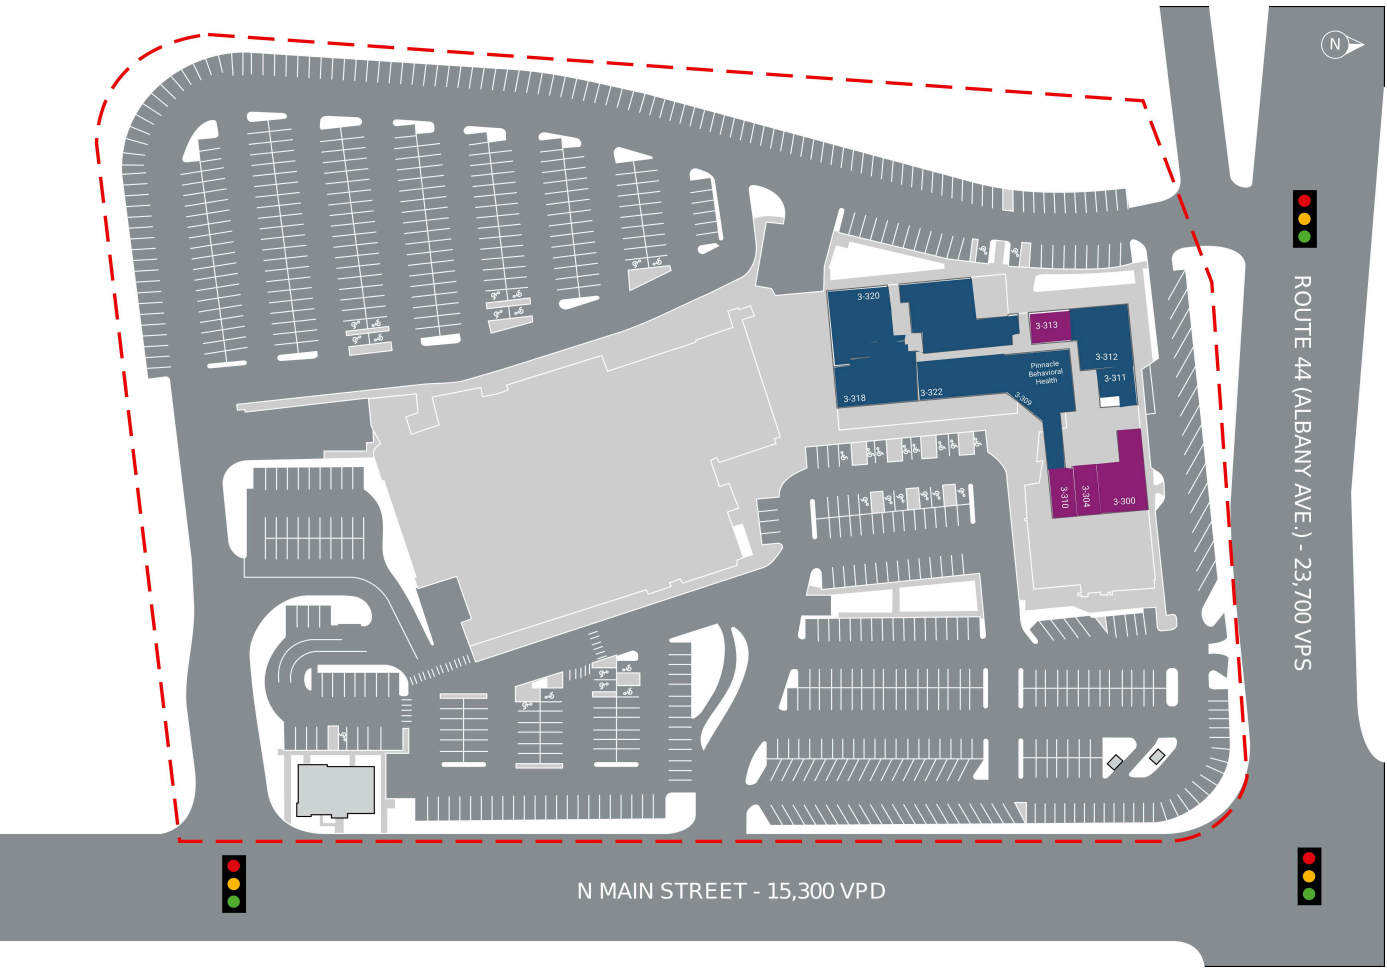 N
3-320
3-313
3-312
Pinnacle
Behavioral
Health
3-311
3-318
3-322
3-309
3-310
3-304
3-300
ROUTE 44 (ALBANY AVE.) - 23,700 VPS
N MAIN STREET - 15,300 VPD